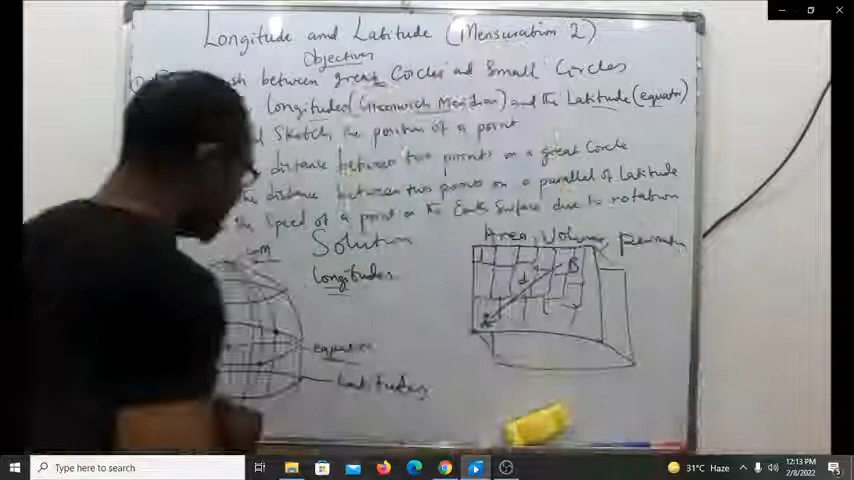 Longitude and Latitude (Mensuration 2)
Objectives
between great Circles and Small Circles
Longitudes (Greenwich Meridian) and the Latitude (equator)
Sketch the position of a point
distance between two points on a great Circle
the distance between two points on a parallel of Latitude
the Speed of a point on the Earth Surface due to rotation
Solution
Area, Volume, perimeter
GM
longitudes
B
d
A
equator
Latitudes
Type here to search
31°C Haze
12:13 PM
2/8/2022